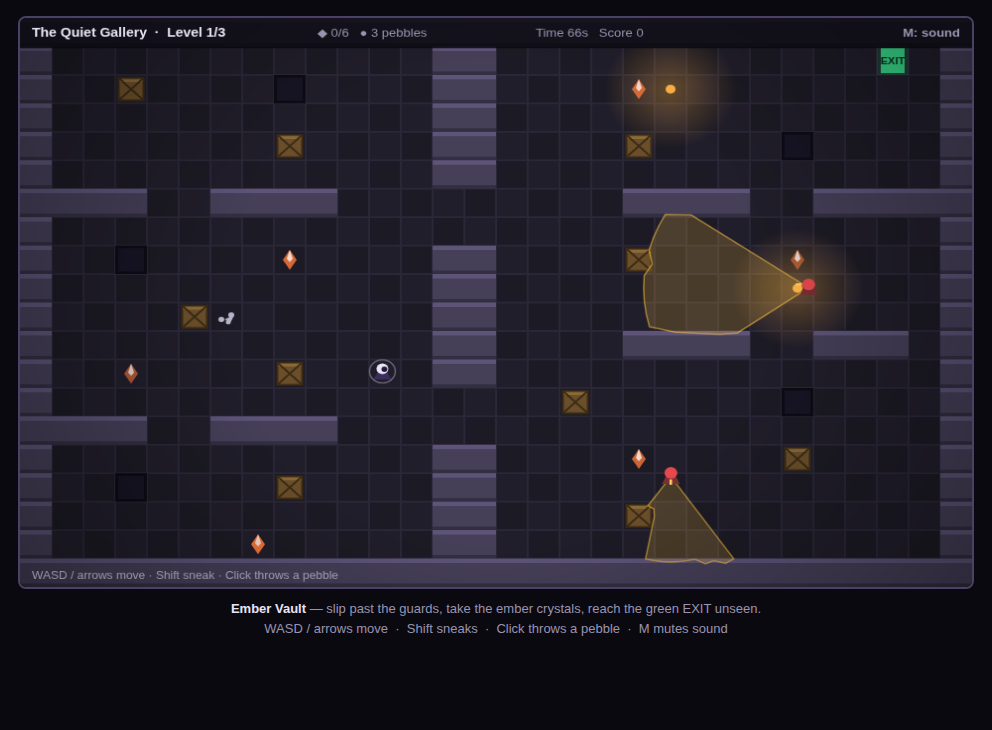 The Quiet Gallery · Level 1/3 ◆ 0/6 ● 3 pebbles Time 66s Score 0 M: sound
EXIT
WASD / arrows move · Shift sneak · Click throws a pebble
Ember Vault — slip past the guards, take the ember crystals, reach the green EXIT unseen.
WASD / arrows move · Shift sneaks · Click throws a pebble · M mutes sound